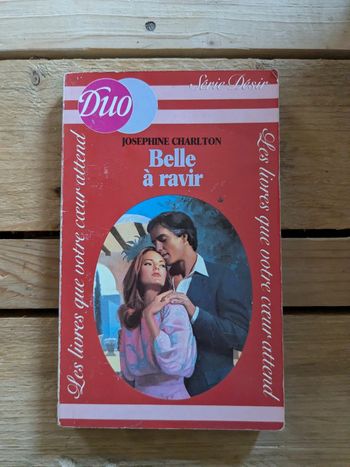 Duo
Série Désir
JOSEPHINE CHARLTON
Belle
à ravir
Les livres que votre cœur attend
Les livres que votre cœur attend